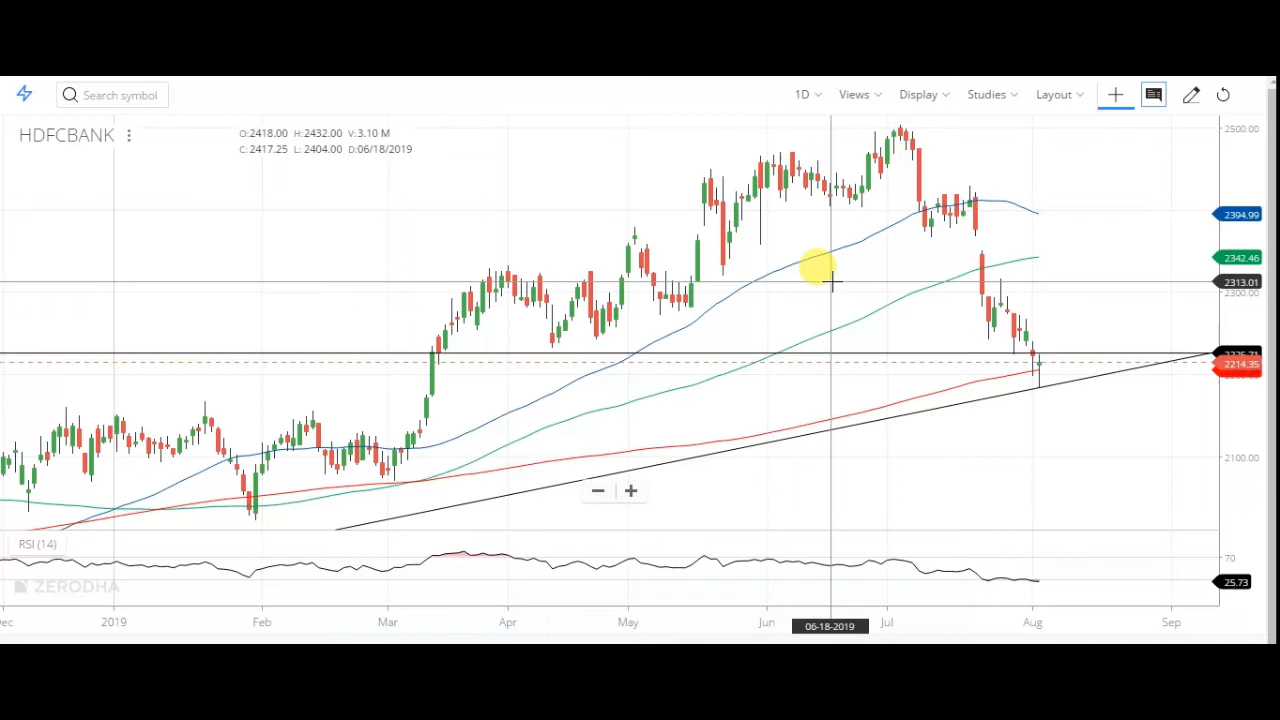 Search symbol
1D Views Display Studies Layout
HDFCBANK
O:2418.00 H:2432.00 V:3.10 M
C:2417.25 L: 2404.00 D:06/18/2019
2500.00
2394.99
2342.46
2313.01
2300.00
2214.35
2100.00
RSI (14)
70
25.73
ZERODHA
2019 Feb Mar Apr May Jun 06-18-2019 Jul Aug Sep